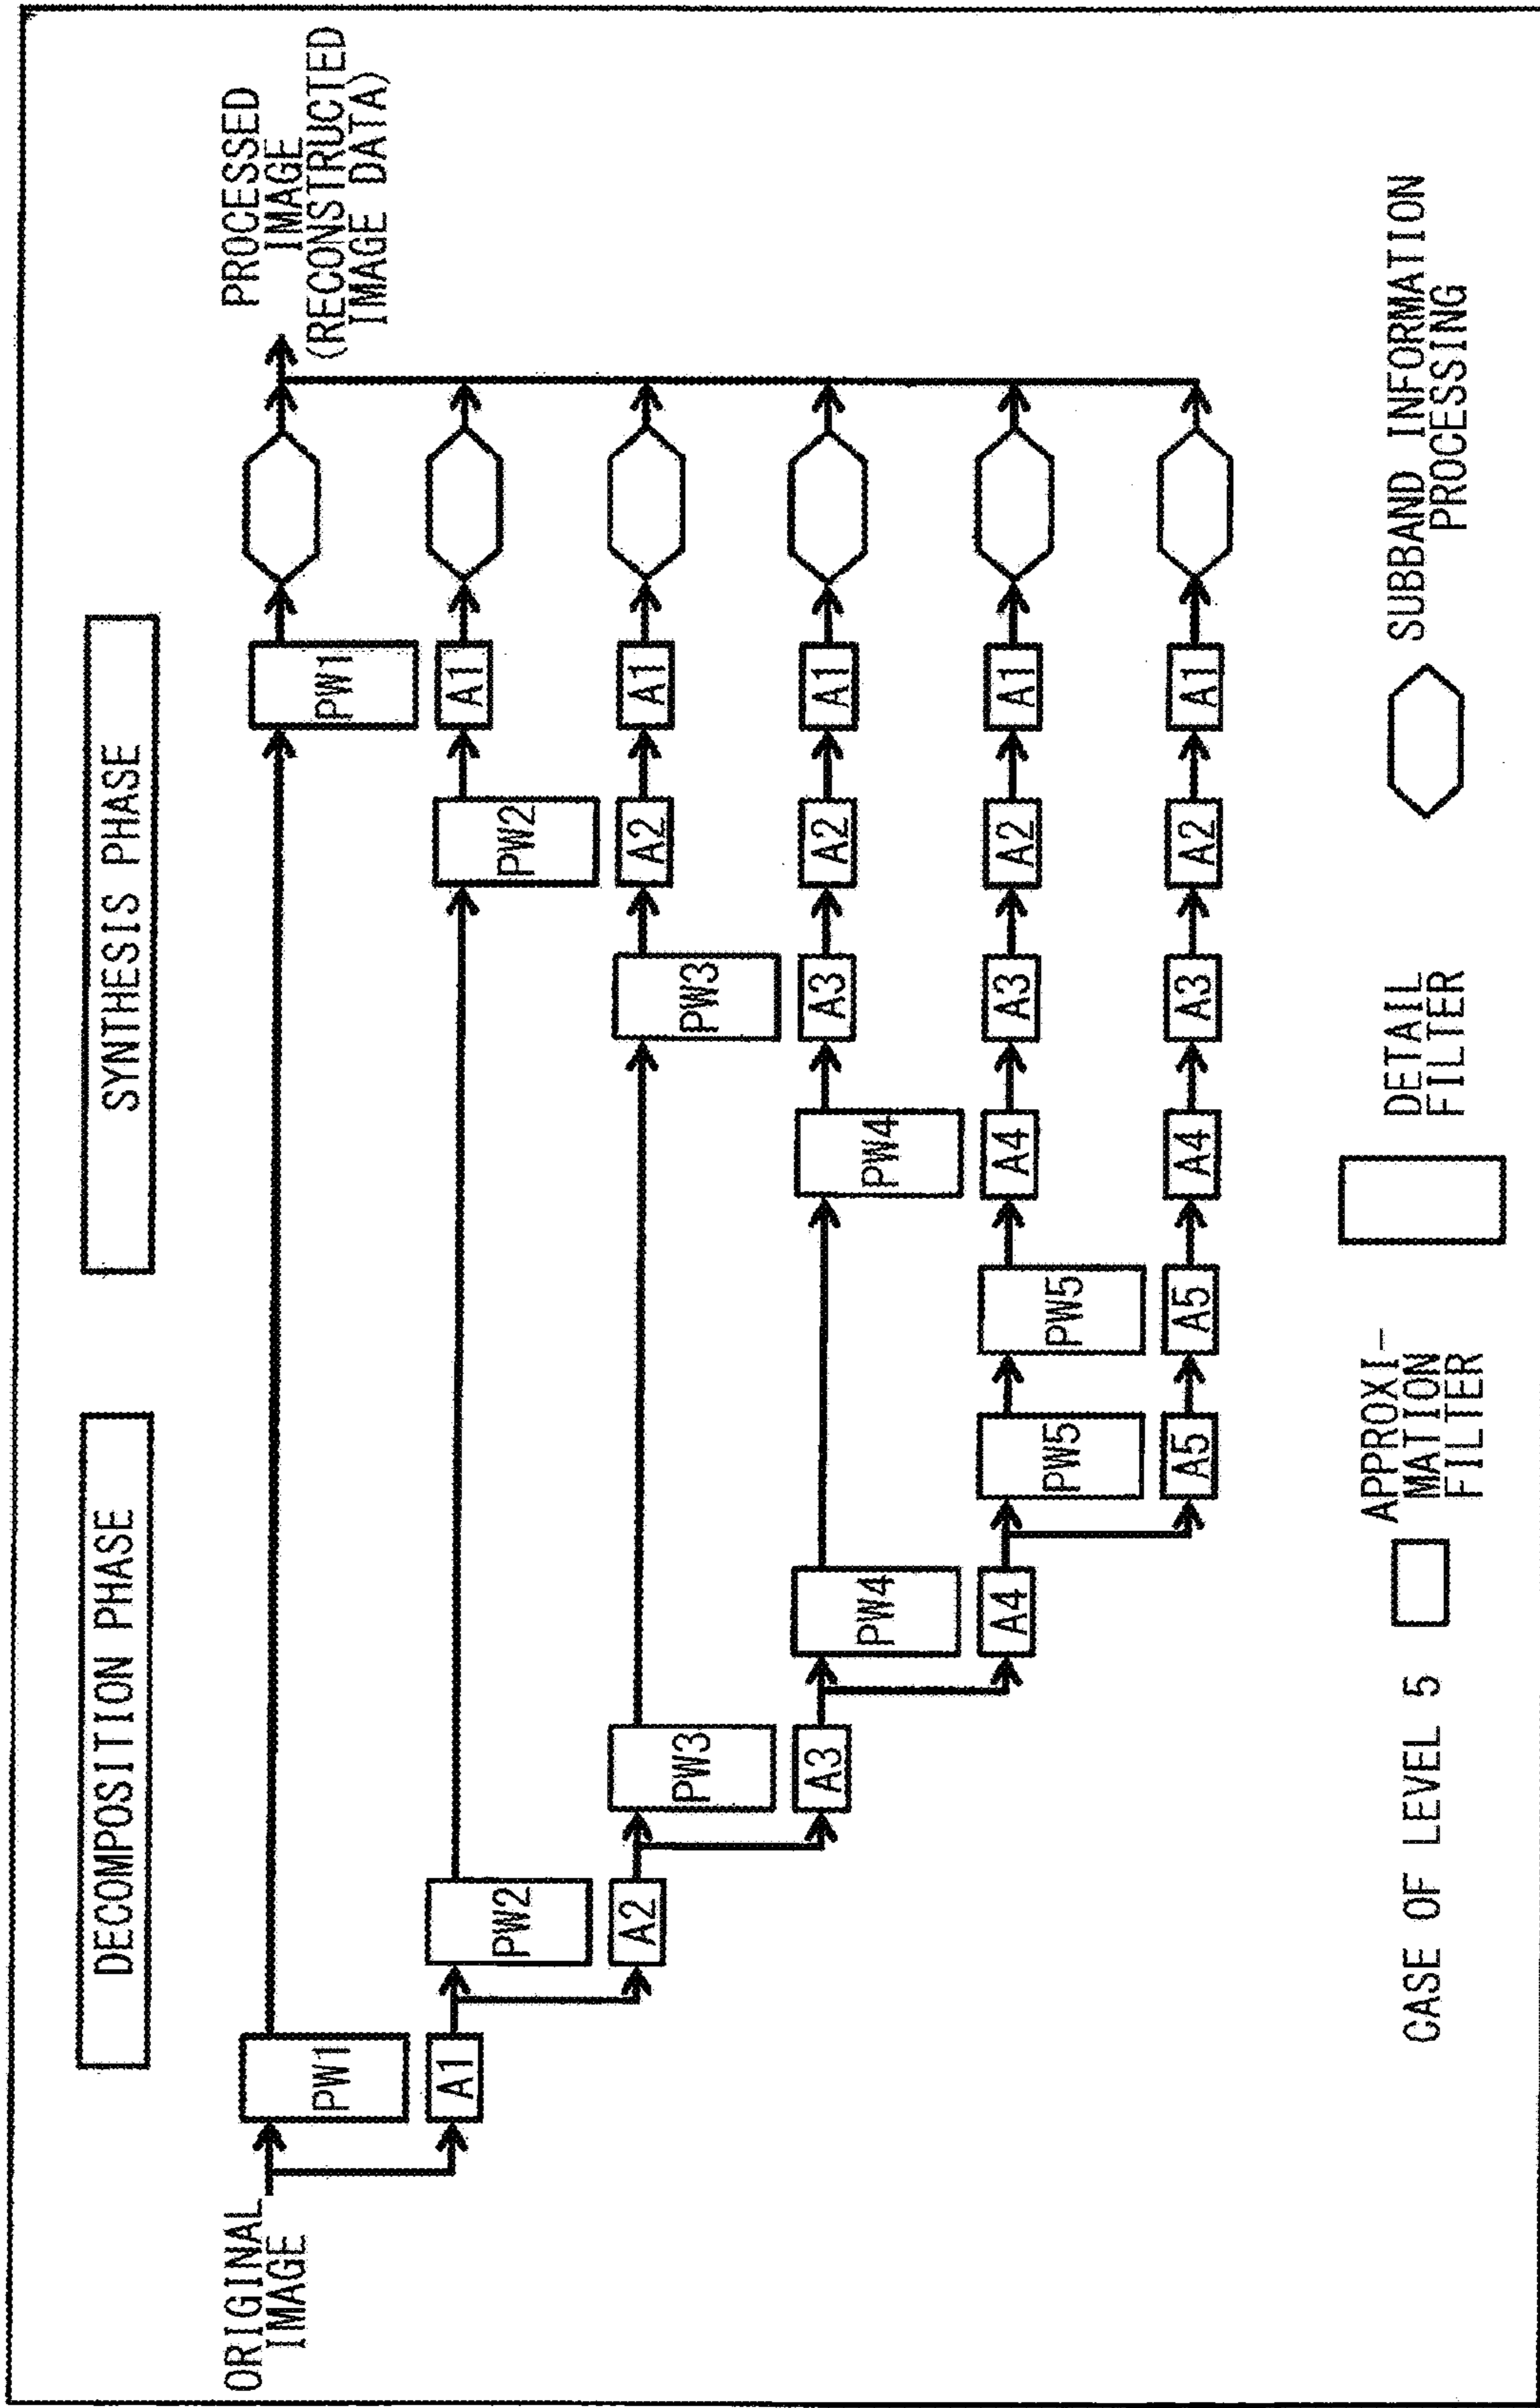 DECOMPOSITION PHASE
SYNTHESIS PHASE
ORIGINAL
IMAGE
PW1
PW1
PROCESSED
IMAGE
(RECONSTRUCTED
IMAGE DATA)
A1
PW2
PW2
A1
A2
PW3
PW3
A2
A1
A3
PW4
PW4
A3
A2
A1
A4
PW5
PW5
A4
A3
A2
A1
A5
A5
A4
A3
A2
A1
CASE OF LEVEL 5
APPROXI-
MATION
FILTER
DETAIL
FILTER
SUBBAND INFORMATION
PROCESSING